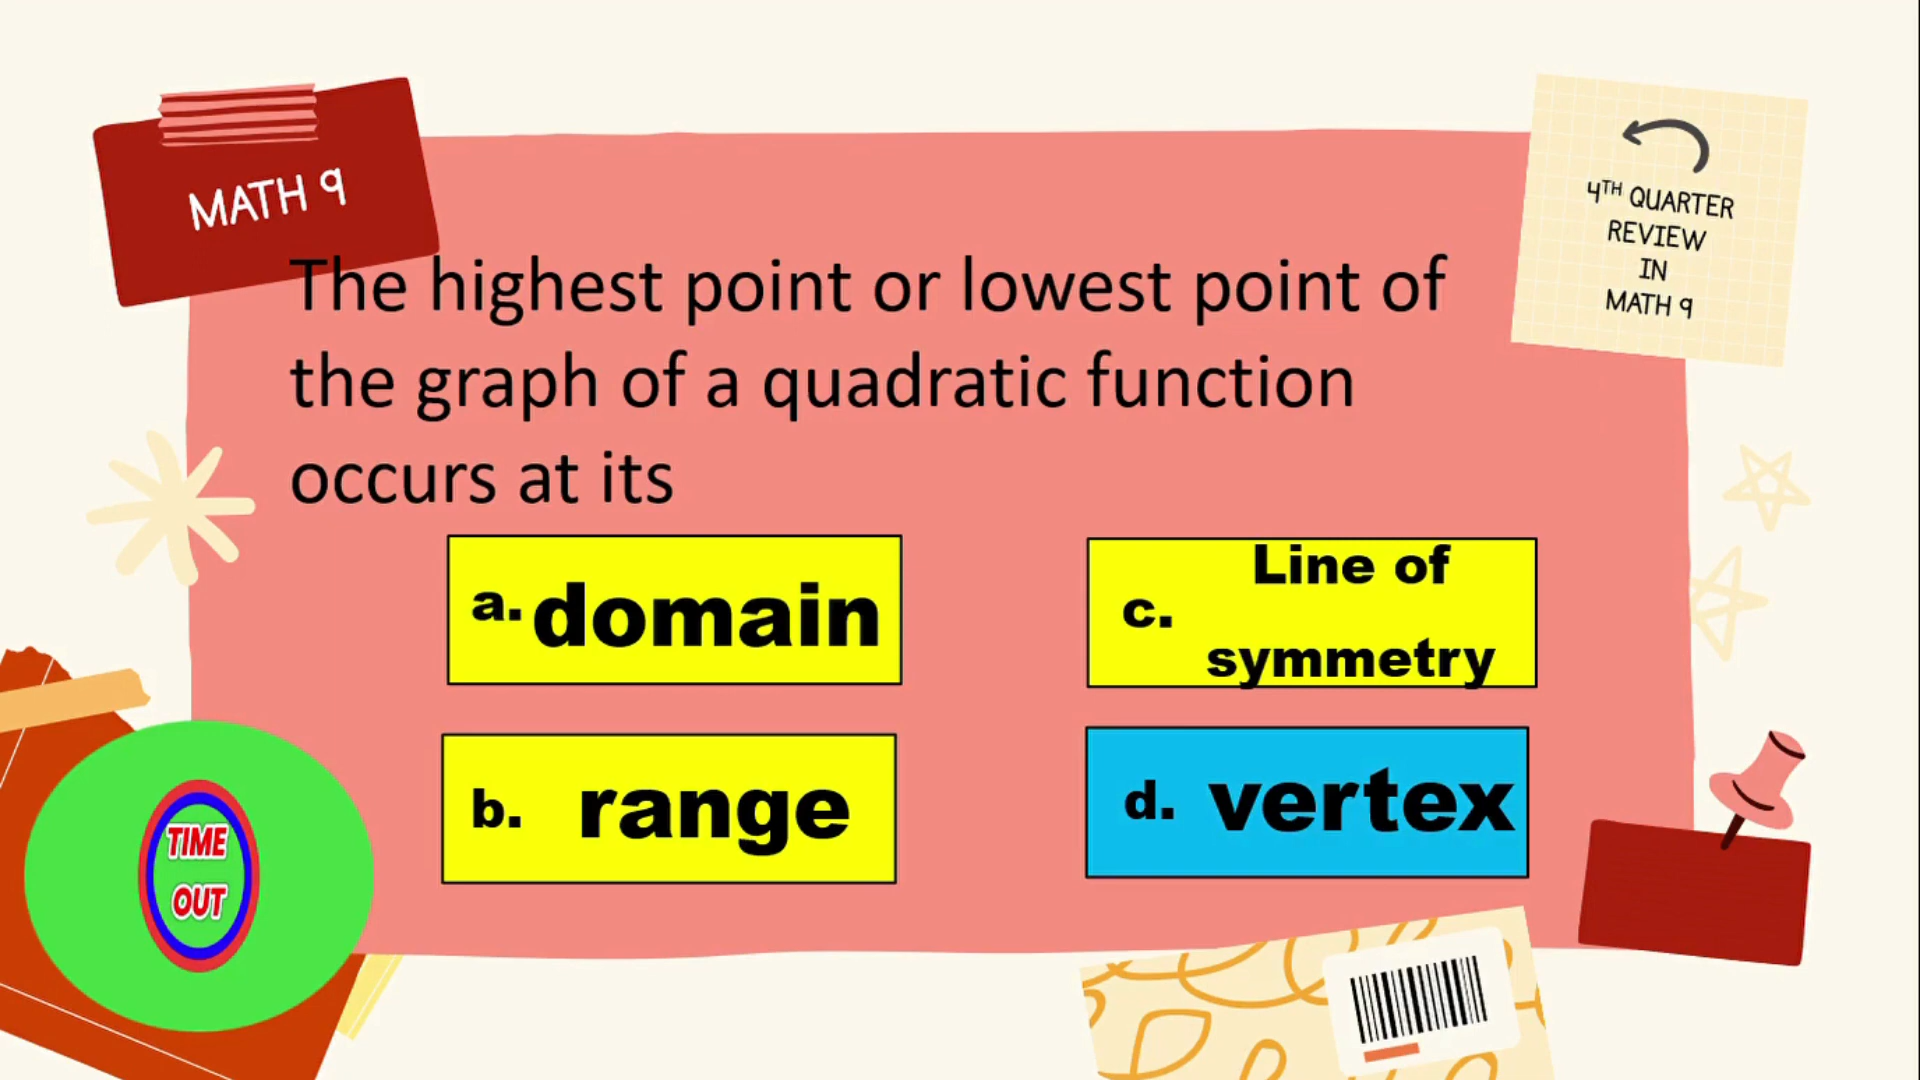 MATH 9
4TH QUARTER
REVIEW
IN
MATH 9
The highest point or lowest point of
the graph of a quadratic function
occurs at its
a. domain
c. Line of
symmetry
b. range
d. vertex
TIME
OUT